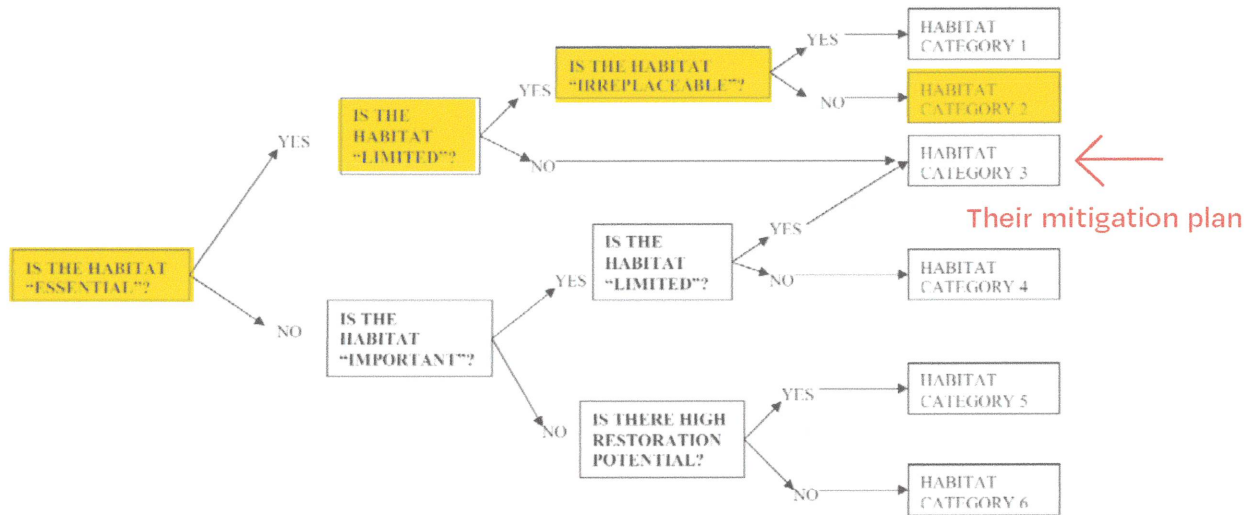 YES
HABITAT
CATEGORY 1
IS THE HABITAT
"IRREPLACEABLE"?
YES
NO
HABITAT
CATEGORY 2
IS THE
HABITAT
"LIMITED"?
YES
NO
HABITAT
CATEGORY 3
Their mitigation plan
IS THE HABITAT
"ESSENTIAL"?
IS THE
HABITAT
"LIMITED"?
YES
NO
HABITAT
CATEGORY 4
YES
NO
IS THE
HABITAT
"IMPORTANT"?
YES
HABITAT
CATEGORY 5
NO
IS THERE HIGH
RESTORATION
POTENTIAL?
NO
HABITAT
CATEGORY 6